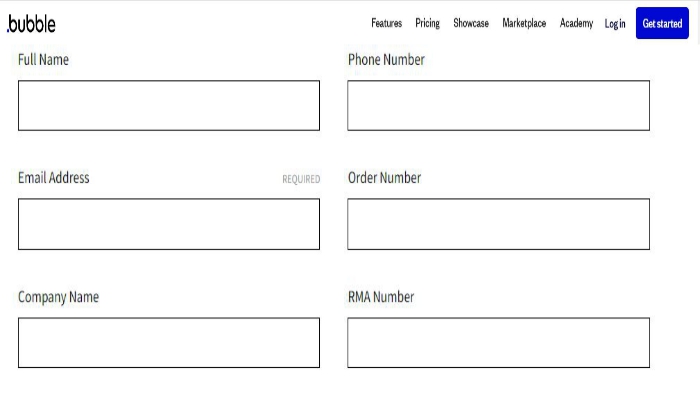 .bubble
Features Pricing Showcase Marketplace Academy Log in Get started
Full Name Phone Number
Email Address REQUIRED Order Number
Company Name RMA Number